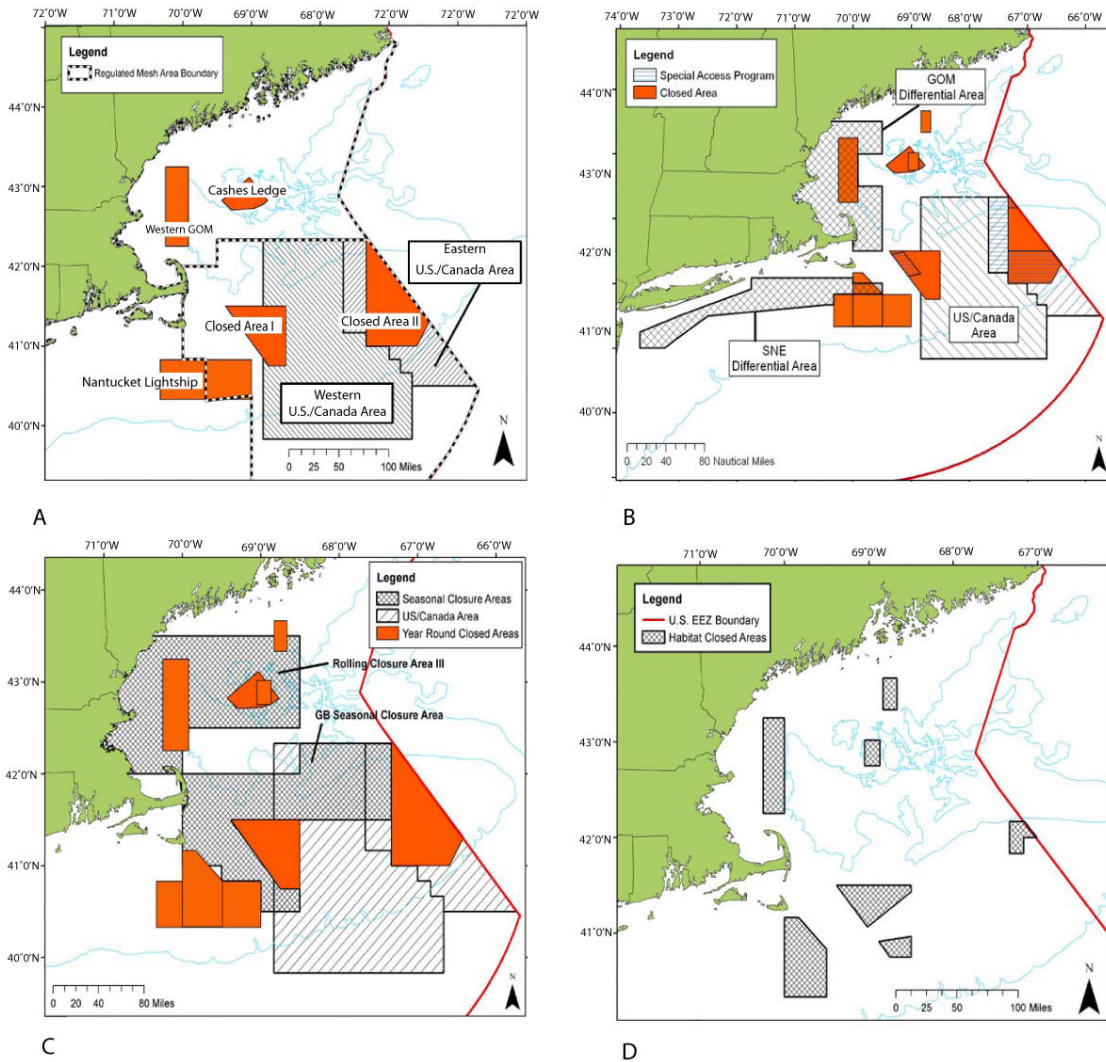 72°0'W 71°0'W 70°0'W 69°0'W 68°0'W 72°0'W 72°0'W 72°0'W
Legend
Regulated Mesh Area Boundary
44°0'N
43°0'N
42°0'N
41°0'N
40°0'N
Cashes Ledge
Western GOM
Eastern
U.S./Canada Area
Closed Area I
Closed Area II
Nantucket Lightship
Western
U.S./Canada Area
N
0 25 50 100 Miles
A
74°0'W 73°0'W 72°0'W 71°0'W 70°0'W 69°0'W 68°0'W 67°0'W 66°0'W
Legend
Special Access Program
Closed Area
GOM
Differential Area
44°0'N
43°0'N
42°0'N
41°0'N
40°0'N
US/Canada
Area
SNE
Differential Area
0 20 40 80 Nautical Miles
N
B
71°0'W 70°0'W 69°0'W 68°0'W 67°0'W 66°0'W
Legend
Seasonal Closure Areas
US/Canada Area
Year Round Closed Areas
44°0'N
43°0'N
42°0'N
41°0'N
40°0'N
Rolling Closure Area III
GB Seasonal Closure Area
0 20 40 80 Miles
N
C
71°0'W 70°0'W 69°0'W 68°0'W 67°0'W
Legend
U.S. EEZ Boundary
Habitat Closed Areas
44°0'N
43°0'N
42°0'N
41°0'N
N
0 25 50 100 Miles
D